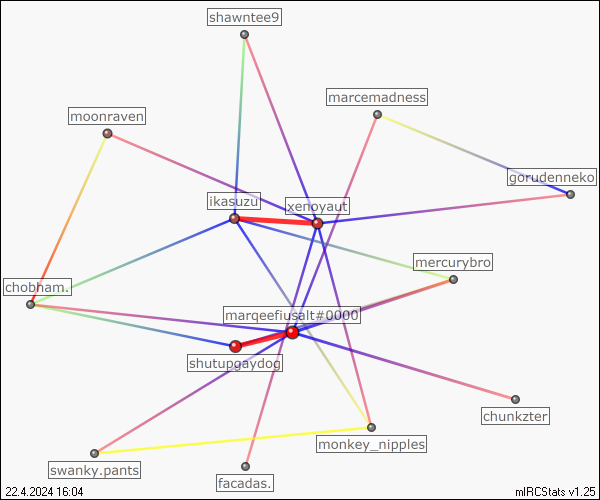 shawntee9
marcemadness
moonraven
gorudenneko
ikasuzu
xenoyaut
mercurybro
chobham.
marqeefiusalt#0000
shutupgaydog
chunkzter
monkey_nipples
swanky.pants
facadas.
22.4.2024 16:04
mIRCStats v1.25